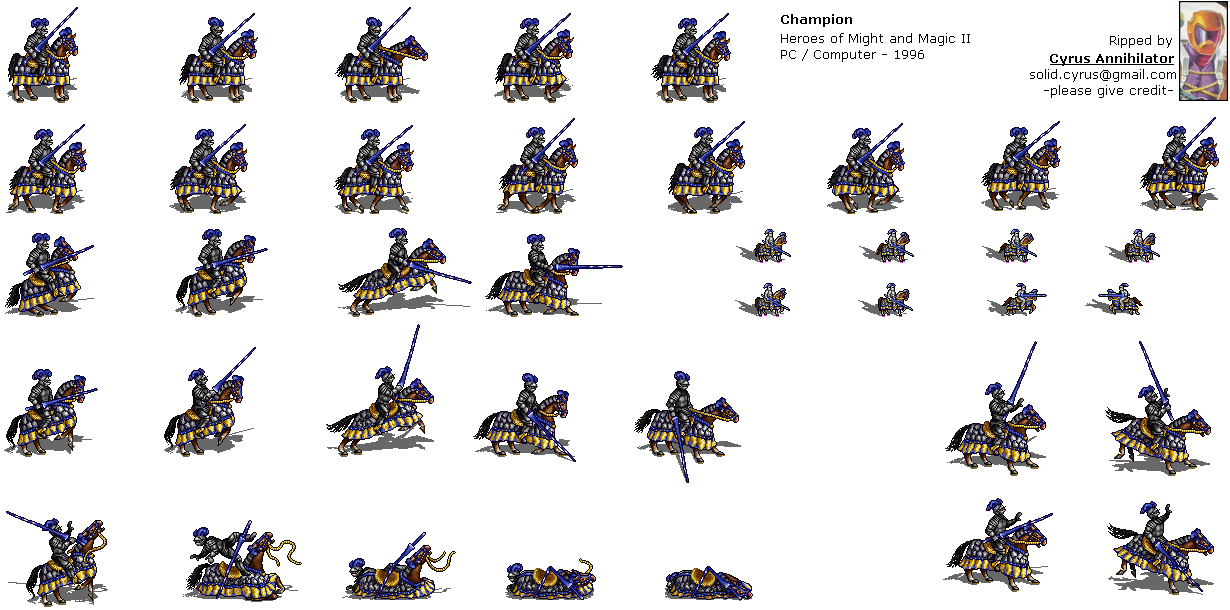 Champion
Heroes of Might and Magic II
PC / Computer - 1996
Ripped by
Cyrus Annihilator
solid.cyrus@gmail.com
-please give credit-